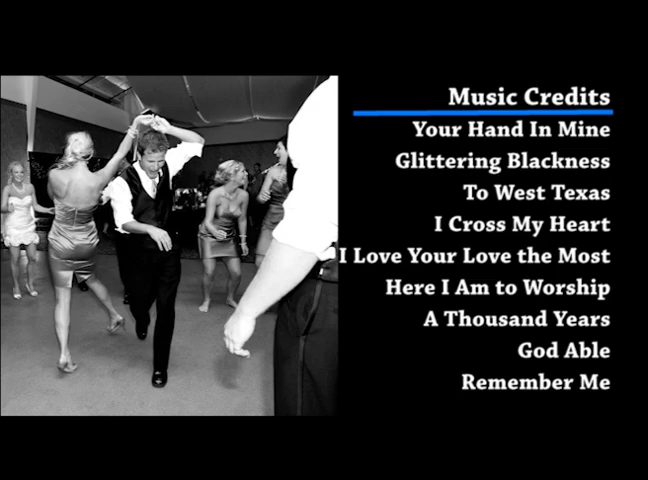 Music Credits
Your Hand In Mine
Glittering Blackness
To West Texas
I Cross My Heart
I Love Your Love the Most
Here I Am to Worship
A Thousand Years
God Able
Remember Me